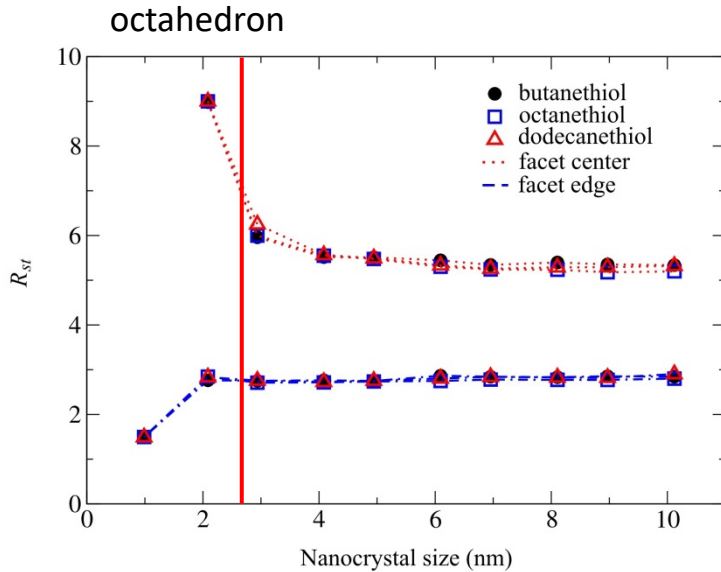 octahedron
10
8
6
4
2
0
R_st
butanethiol
octanethiol
dodecanethiol
facet center
facet edge
0 2 4 6 8 10
Nanocrystal size (nm)